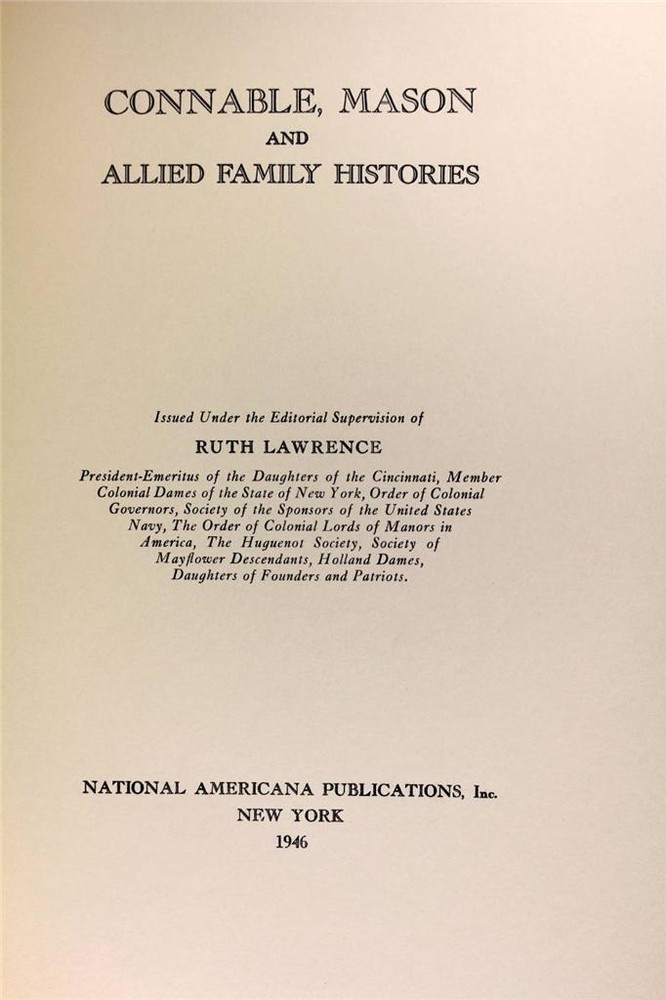 CONNABLE, MASON
AND
ALLIED FAMILY HISTORIES
Issued Under the Editorial Supervision of
RUTH LAWRENCE
President-Emeritus of the Daughters of the Cincinnati, Member
Colonial Dames of the State of New York, Order of Colonial
Governors, Society of the Sponsors of the United States
Navy, The Order of Colonial Lords of Manors in
America, The Huguenot Society, Society of
Mayflower Descendants, Holland Dames,
Daughters of Founders and Patriots.
NATIONAL AMERICANA PUBLICATIONS, Inc.
NEW YORK
1946